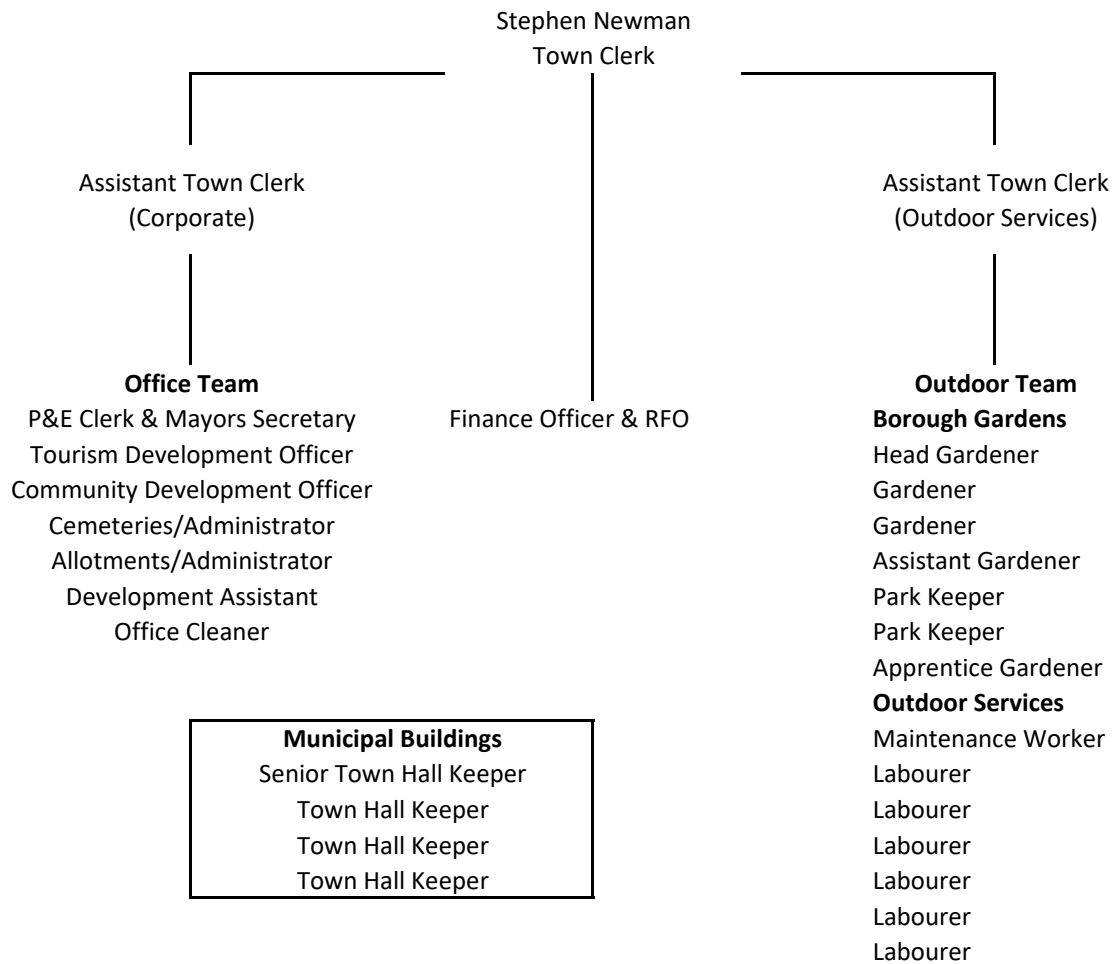 Stephen Newman
Town Clerk
Assistant Town Clerk
(Corporate)
Assistant Town Clerk
(Outdoor Services)
Office Team
P&E Clerk & Mayors Secretary
Tourism Development Officer
Community Development Officer
Cemeteries/Administrator
Allotments/Administrator
Development Assistant
Office Cleaner
Finance Officer & RFO
Outdoor Team
Borough Gardens
Head Gardener
Gardener
Gardener
Assistant Gardener
Park Keeper
Park Keeper
Apprentice Gardener
Outdoor Services
Maintenance Worker
Labourer
Labourer
Labourer
Labourer
Labourer
Labourer
Municipal Buildings
Senior Town Hall Keeper
Town Hall Keeper
Town Hall Keeper
Town Hall Keeper